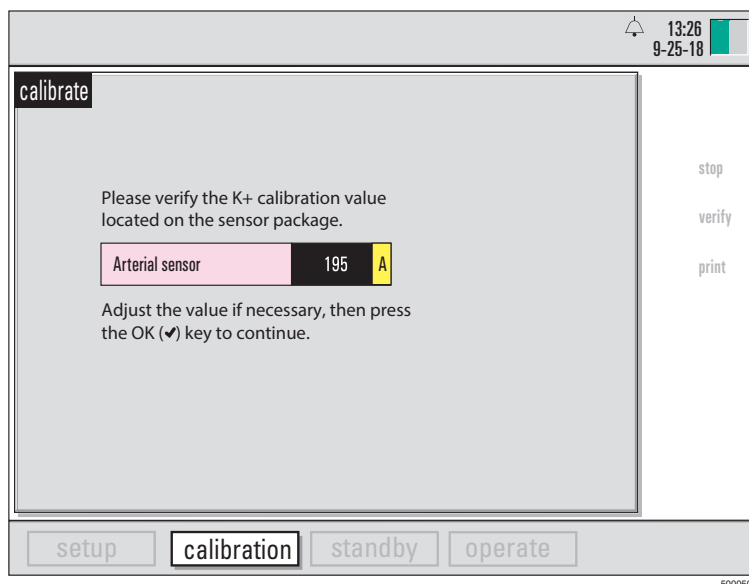 13:26
9-25-18
calibrate
stop
Please verify the K+ calibration value
located on the sensor package.
verify
Arterial sensor 195 A
print
Adjust the value if necessary, then press
the OK (✔) key to continue.
setup calibration standby operate